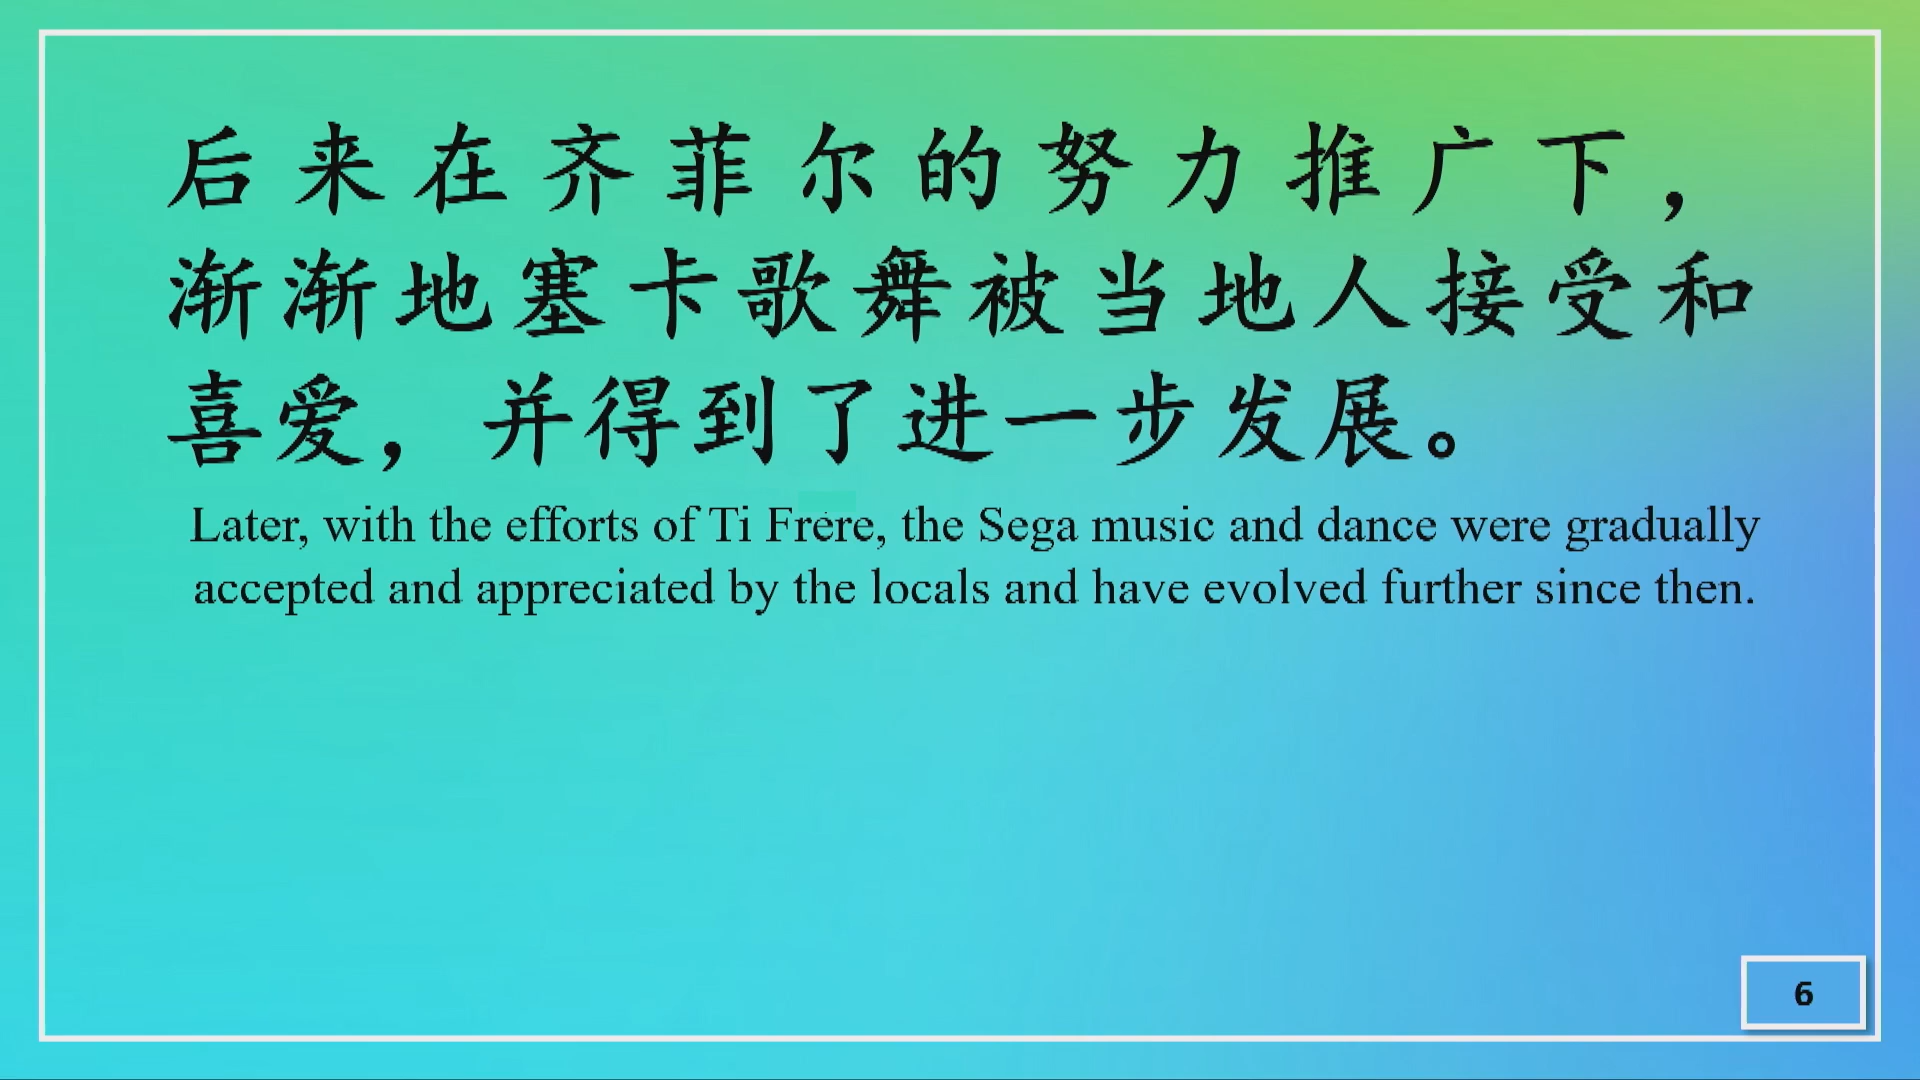 后来在齐菲尔的努力推广下，
渐渐地塞卡歌舞被当地人接受和
喜爱，并得到了进一步发展。
Later, with the efforts of Ti Frère, the Sega music and dance were gradually
accepted and appreciated by the locals and have evolved further since then.
6